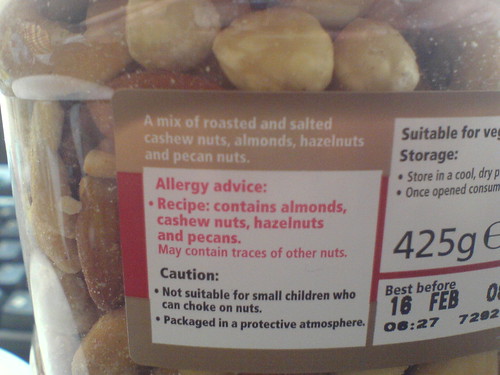 A mix of roasted and salted
cashew nuts, almonds, hazelnuts
and pecan nuts.
Allergy advice:
• Recipe: contains almonds,
cashew nuts, hazelnuts
and pecans.
May contain traces of other nuts.
Caution:
• Not suitable for small children who
can choke on nuts.
• Packaged in a protective atmosphere.
Suitable for
Storage:
• Store in a cool, dry
• Once opened
425g e
Best before
16 FEB
06:27